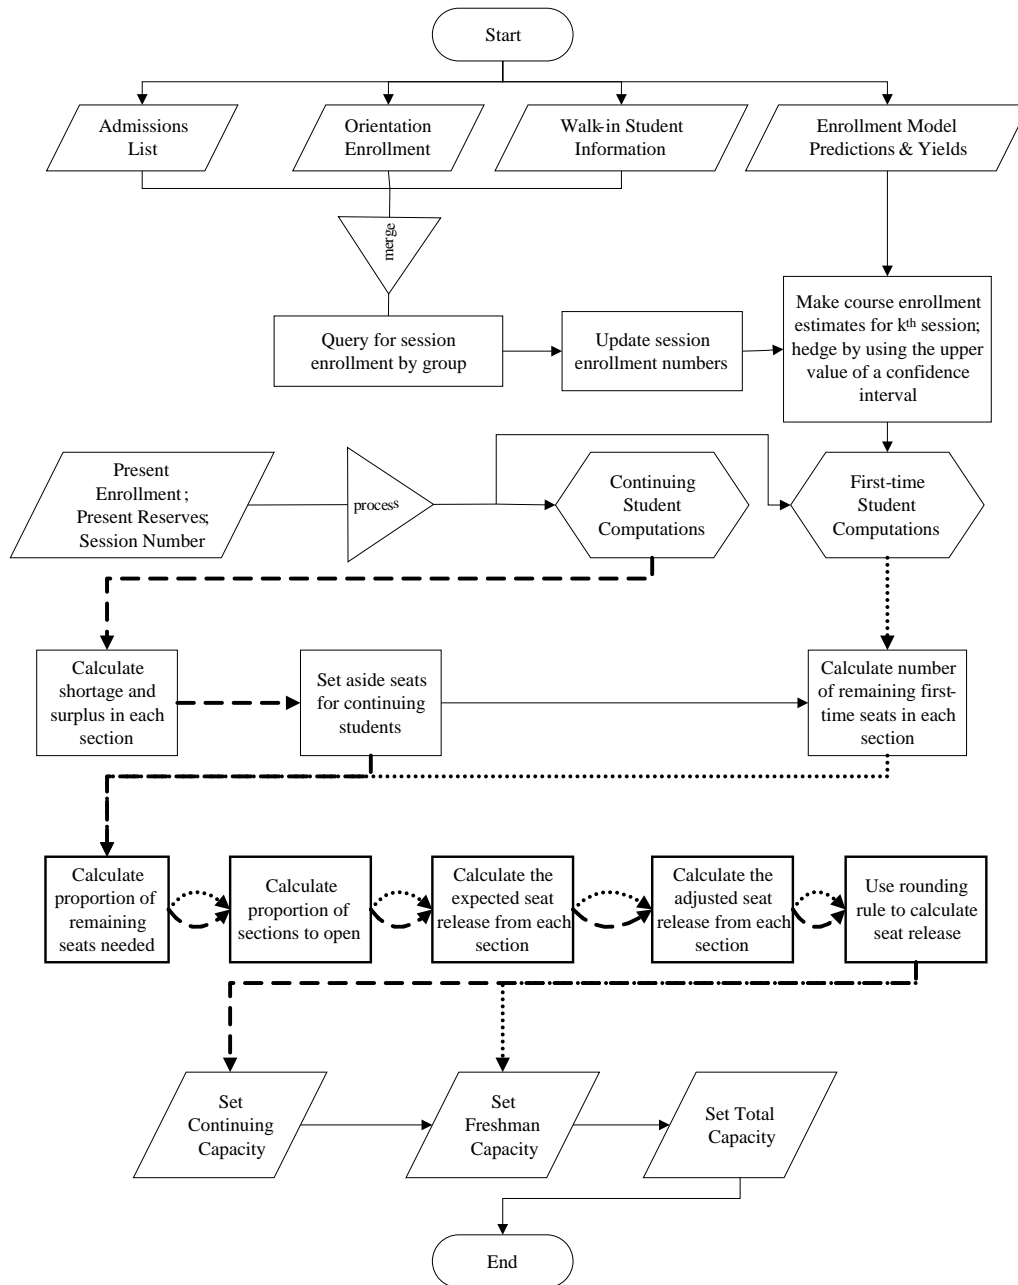 Start
Admissions
List
Orientation
Enrollment
Walk-in Student
Information
Enrollment Model
Predictions & Yields
merge
Query for session
enrollment by group
Update session
enrollment numbers
Make course enrollment
estimates for kth session;
hedge by using the upper
value of a confidence
interval
Present
Enrollment;
Present Reserves;
Session Number
process
Continuing
Student
Computations
First-time
Student
Computations
Calculate
shortage and
surplus in each
section
Set aside seats
for continuing
students
Calculate number
of remaining first-
time seats in each
section
Calculate
proportion of
remaining
seats needed
Calculate
proportion of
sections to open
Calculate the
expected seat
release from each
section
Calculate the
adjusted seat
release from each
section
Use rounding
rule to calculate
seat release
Set
Continuing
Capacity
Set
Freshman
Capacity
Set Total
Capacity
End